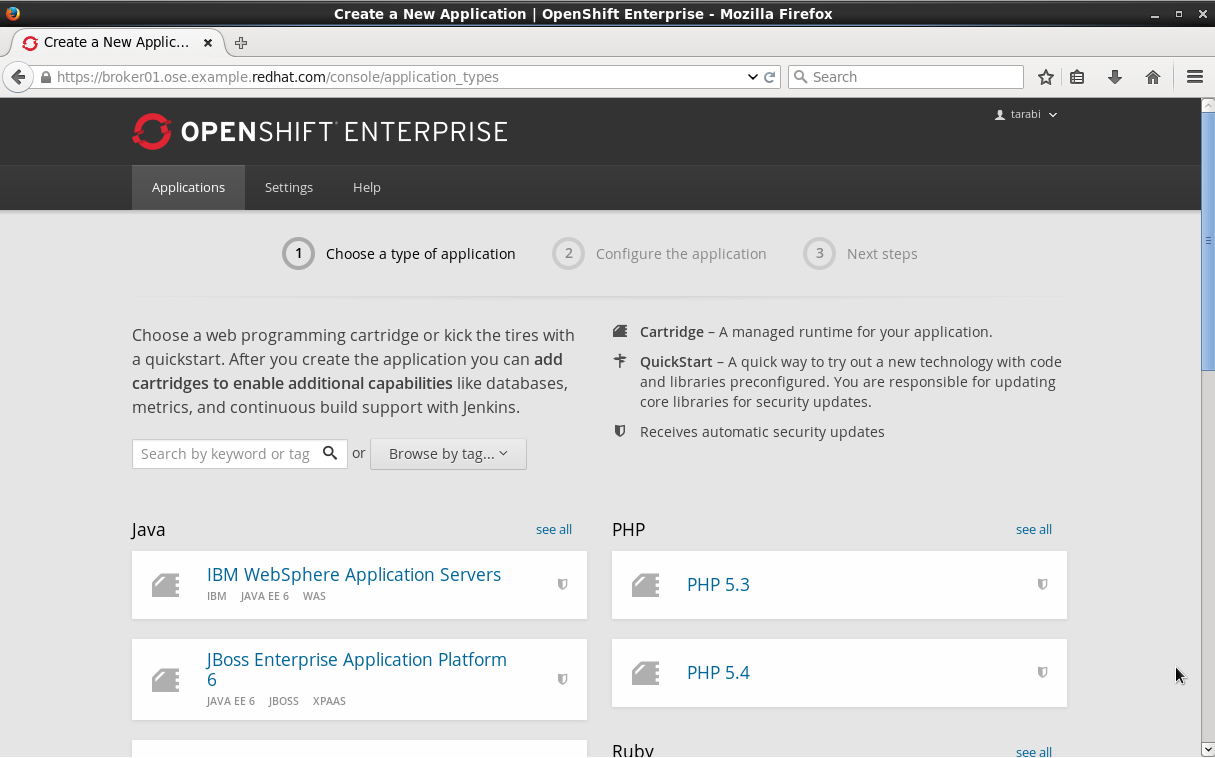 Create a New Application | OpenShift Enterprise - Mozilla Firefox
Create a New Applic...
https://broker01.ose.example.redhat.com/console/application_types
Search
OPENSHIFT ENTERPRISE
tarabi
Applications
Settings
Help
1 Choose a type of application
2 Configure the application
3 Next steps
Choose a web programming cartridge or kick the tires with
a quickstart. After you create the application you can add
cartridges to enable additional capabilities like databases,
metrics, and continuous build support with Jenkins.
Search by keyword or tag
or
Browse by tag...
Cartridge – A managed runtime for your application.
QuickStart – A quick way to try out a new technology with code
and libraries preconfigured. You are responsible for updating
core libraries for security updates.
Receives automatic security updates
Java
see all
IBM WebSphere Application Servers
IBM JAVA EE 6 WAS
JBoss Enterprise Application Platform
6
JAVA EE 6 JBOSS XPAAS
PHP
see all
PHP 5.3
PHP 5.4
Ruby
see all